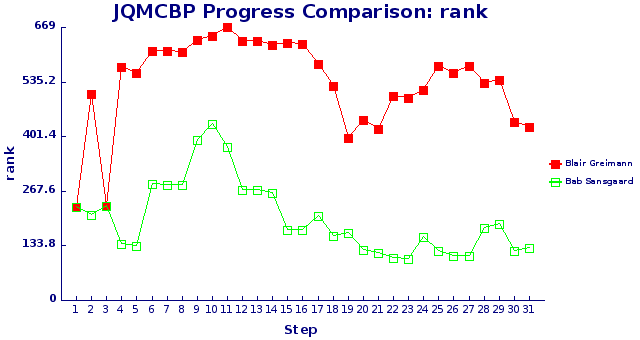 JQMCBP Progress Comparison: rank
669
535.2
401.4
267.6
133.8
0
rank
1 2 3 4 5 6 7 8 9 10 11 12 13 14 15 16 17 18 19 20 21 22 23 24 25 26 27 28 29 30 31
Step
Blair Greimann
Bab Sansgaard